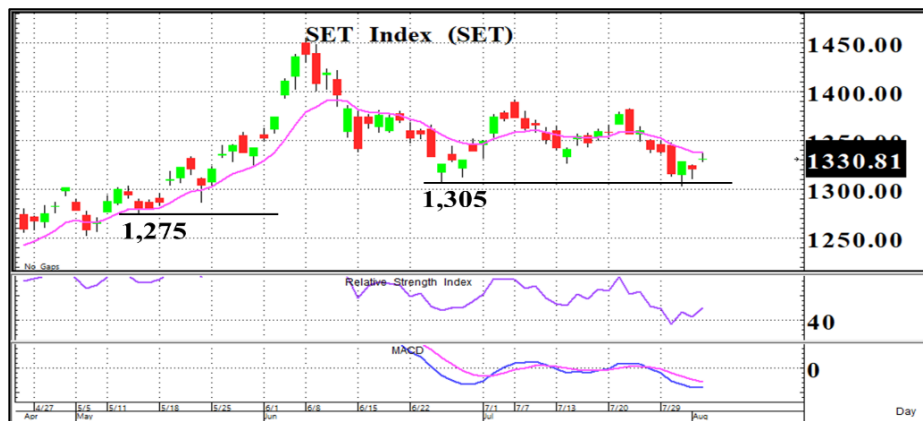 SET Index (SET)
1450.00
1400.00
1330.81
1300.00
1250.00
1,305
1,275
No Gaps
Relative Strength Index
40
MACD
0
4/27 5/5 5/11 5/18 5/25 6/1 6/8 6/15 6/22 7/1 7/7 7/13 7/20 7/29
Apr May Jun Jul Aug
Day